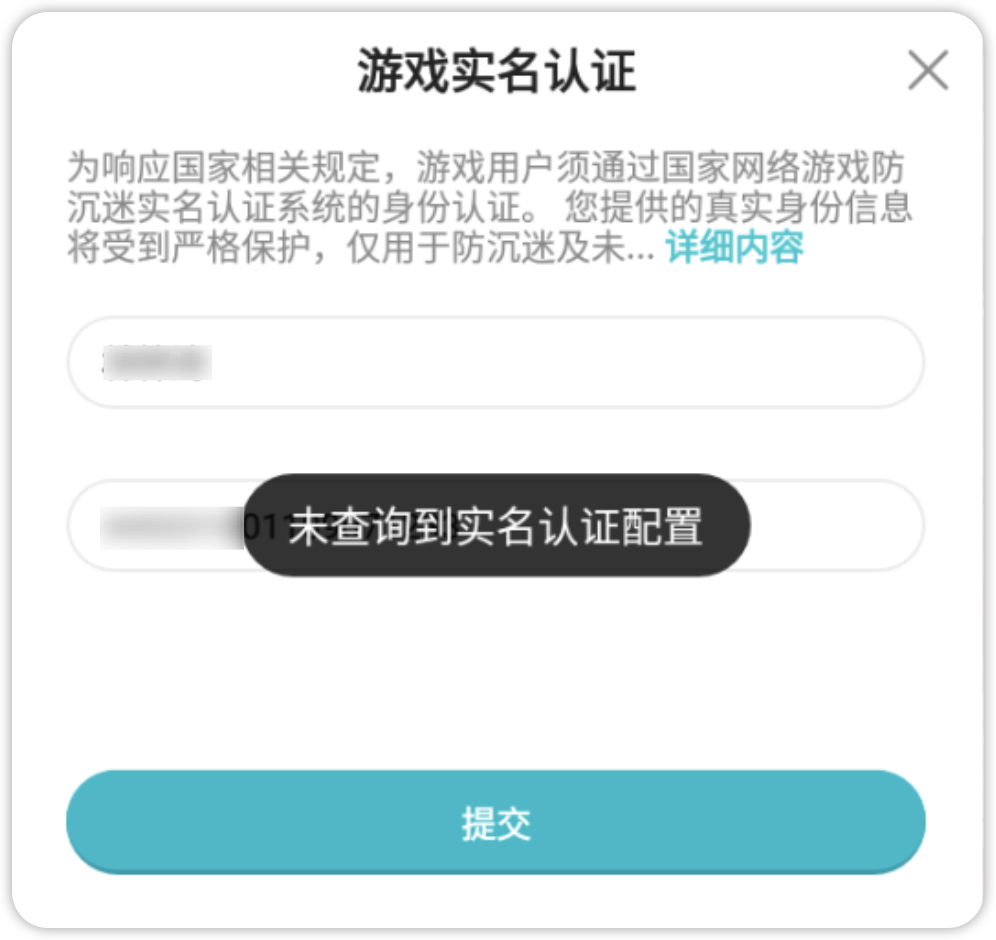 游戏实名认证
为响应国家相关规定，游戏用户须通过国家网络游戏防
沉迷实名认证系统的身份认证。 您提供的真实身份信息
将受到严格保护，仅用于防沉迷及未... 详细内容
未查询到实名认证配置
提交